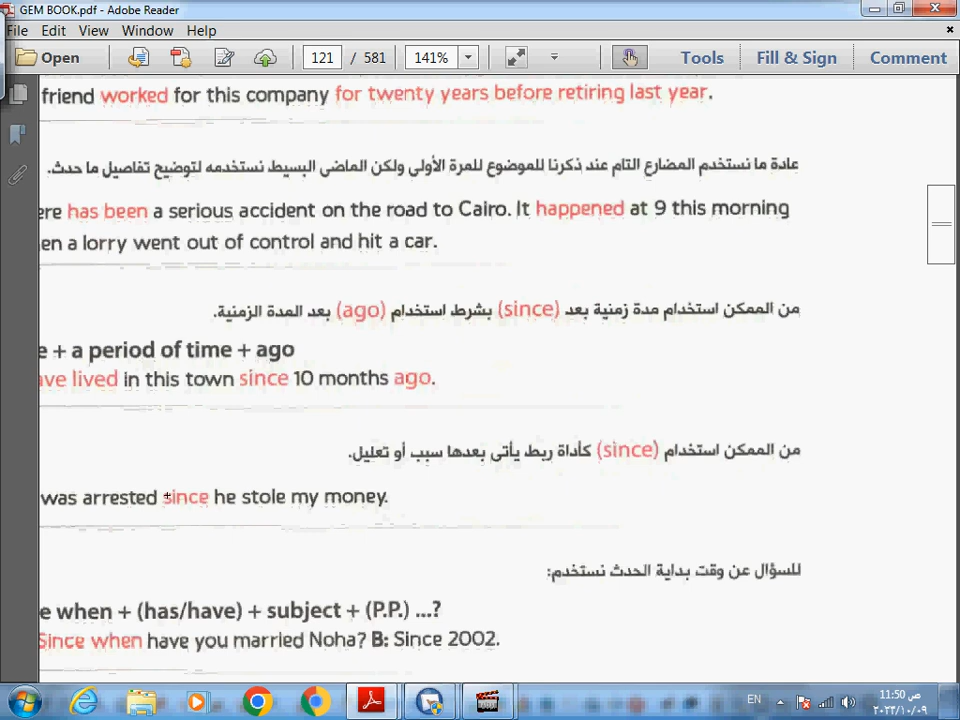 GEM BOOK.pdf - Adobe Reader
File Edit View Window Help
Open 121 / 581 141% Tools Fill & Sign Comment
friend worked for this company for twenty years before retiring last year.
عادة ما نستخدم المضارع التام عند ذكرنا للموضوع للمرة الأولى ولكن الماضى البسيط نستخدمه لتوضيح تفاصيل ما حدث.
ere has been a serious accident on the road to Cairo. It happened at 9 this morning
en a lorry went out of control and hit a car.
من الممكن استخدام مدة زمنية بعد (since) بشرط استخدام (ago) بعد المدة الزمنية.
e + a period of time + ago
ave lived in this town since 10 months ago.
من الممكن استخدام (since) كأداة ربط يأتى بعدها سبب أو تعليل.
was arrested since he stole my money.
للسؤال عن وقت بداية الحدث نستخدم:
e when + (has/have) + subject + (P.P.) ...?
Since when have you married Noha? B: Since 2002.
EN
11:50 ص